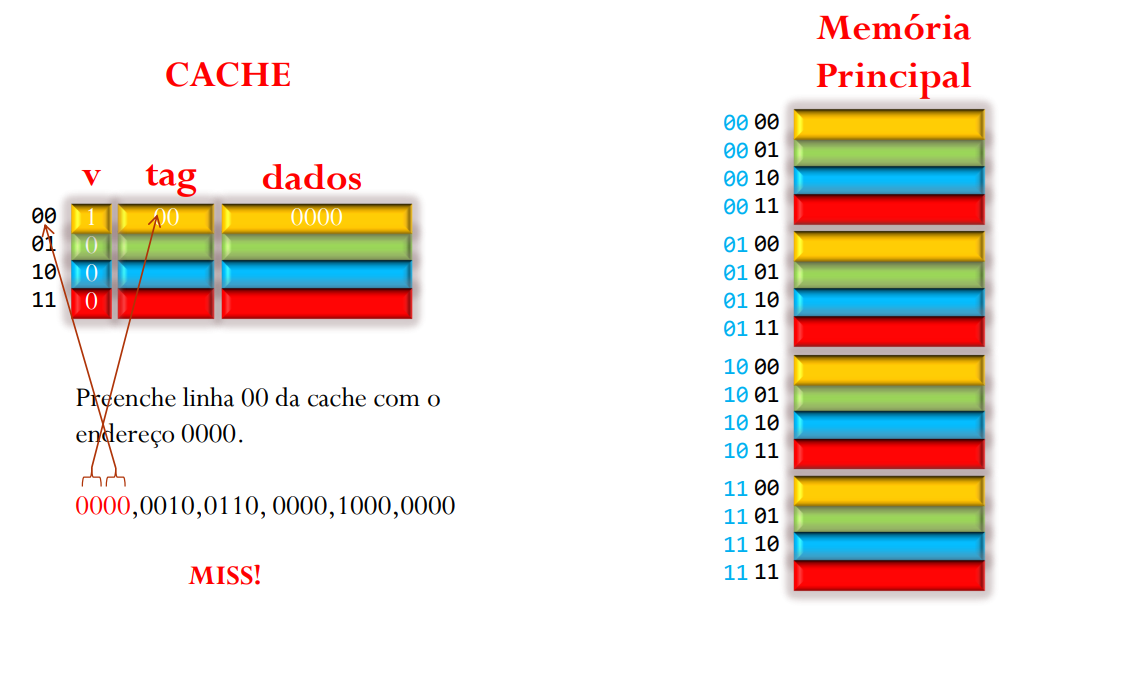 CACHE
v tag dados
00 1 00 0000
01 0
10 0
11 0
Preenche linha 00 da cache com o
endereço 0000.
0000,0010,0110, 0000,1000,0000
MISS!
Memória
Principal
00 00
00 01
00 10
00 11
01 00
01 01
01 10
01 11
10 00
10 01
10 10
10 11
11 00
11 01
11 10
11 11